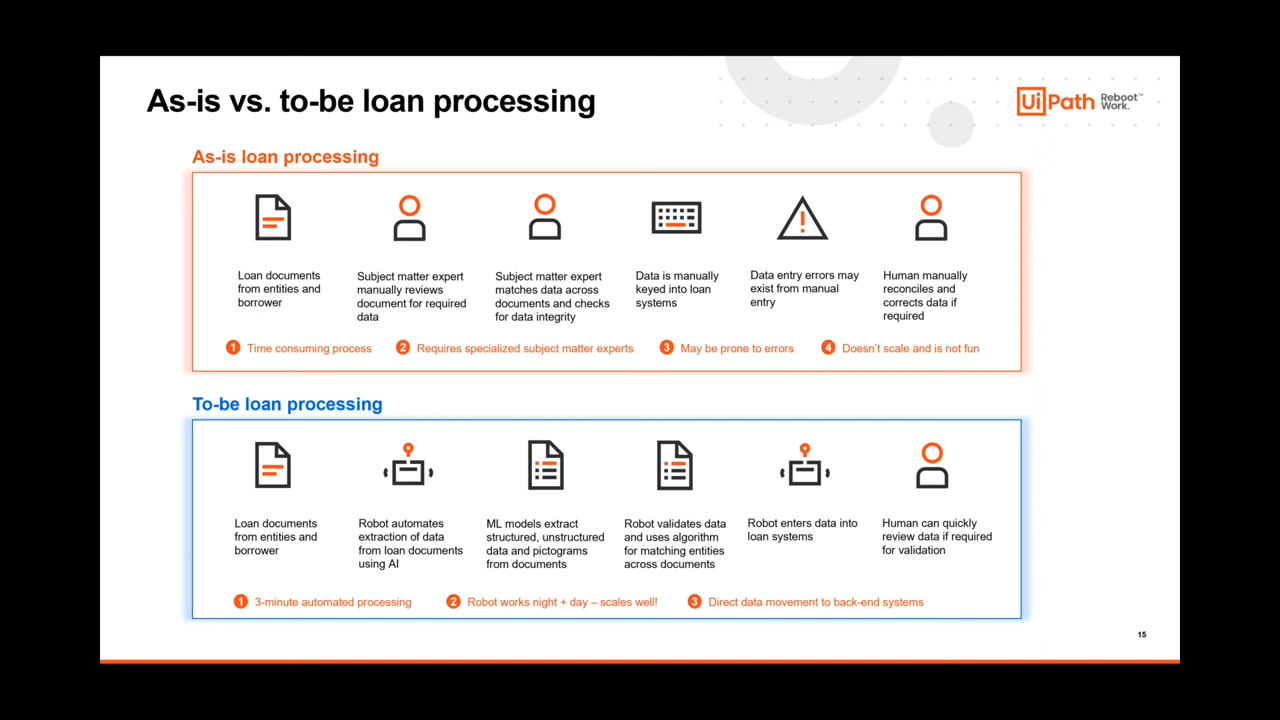 As-is vs. to-be loan processing
UiPath Reboot Work.™
As-is loan processing
Loan documents
from entities and
borrower
Subject matter expert
manually reviews
document for required
data
Subject matter expert
matches data across
documents and checks
for data integrity
Data is manually
keyed into loan
systems
Data entry errors may
exist from manual
entry
Human manually
reconciles and
corrects data if
required
1 Time consuming process
2 Requires specialized subject matter experts
3 May be prone to errors
4 Doesn't scale and is not fun
To-be loan processing
Loan documents
from entities and
borrower
Robot automates
extraction of data
from loan documents
using AI
ML models extract
structured, unstructured
data and pictograms
from documents
Robot validates data
and uses algorithm
for matching entities
across documents
Robot enters data into
loan systems
Human can quickly
review data if required
for validation
1 3-minute automated processing
2 Robot works night + day – scales well!
3 Direct data movement to back-end systems
15